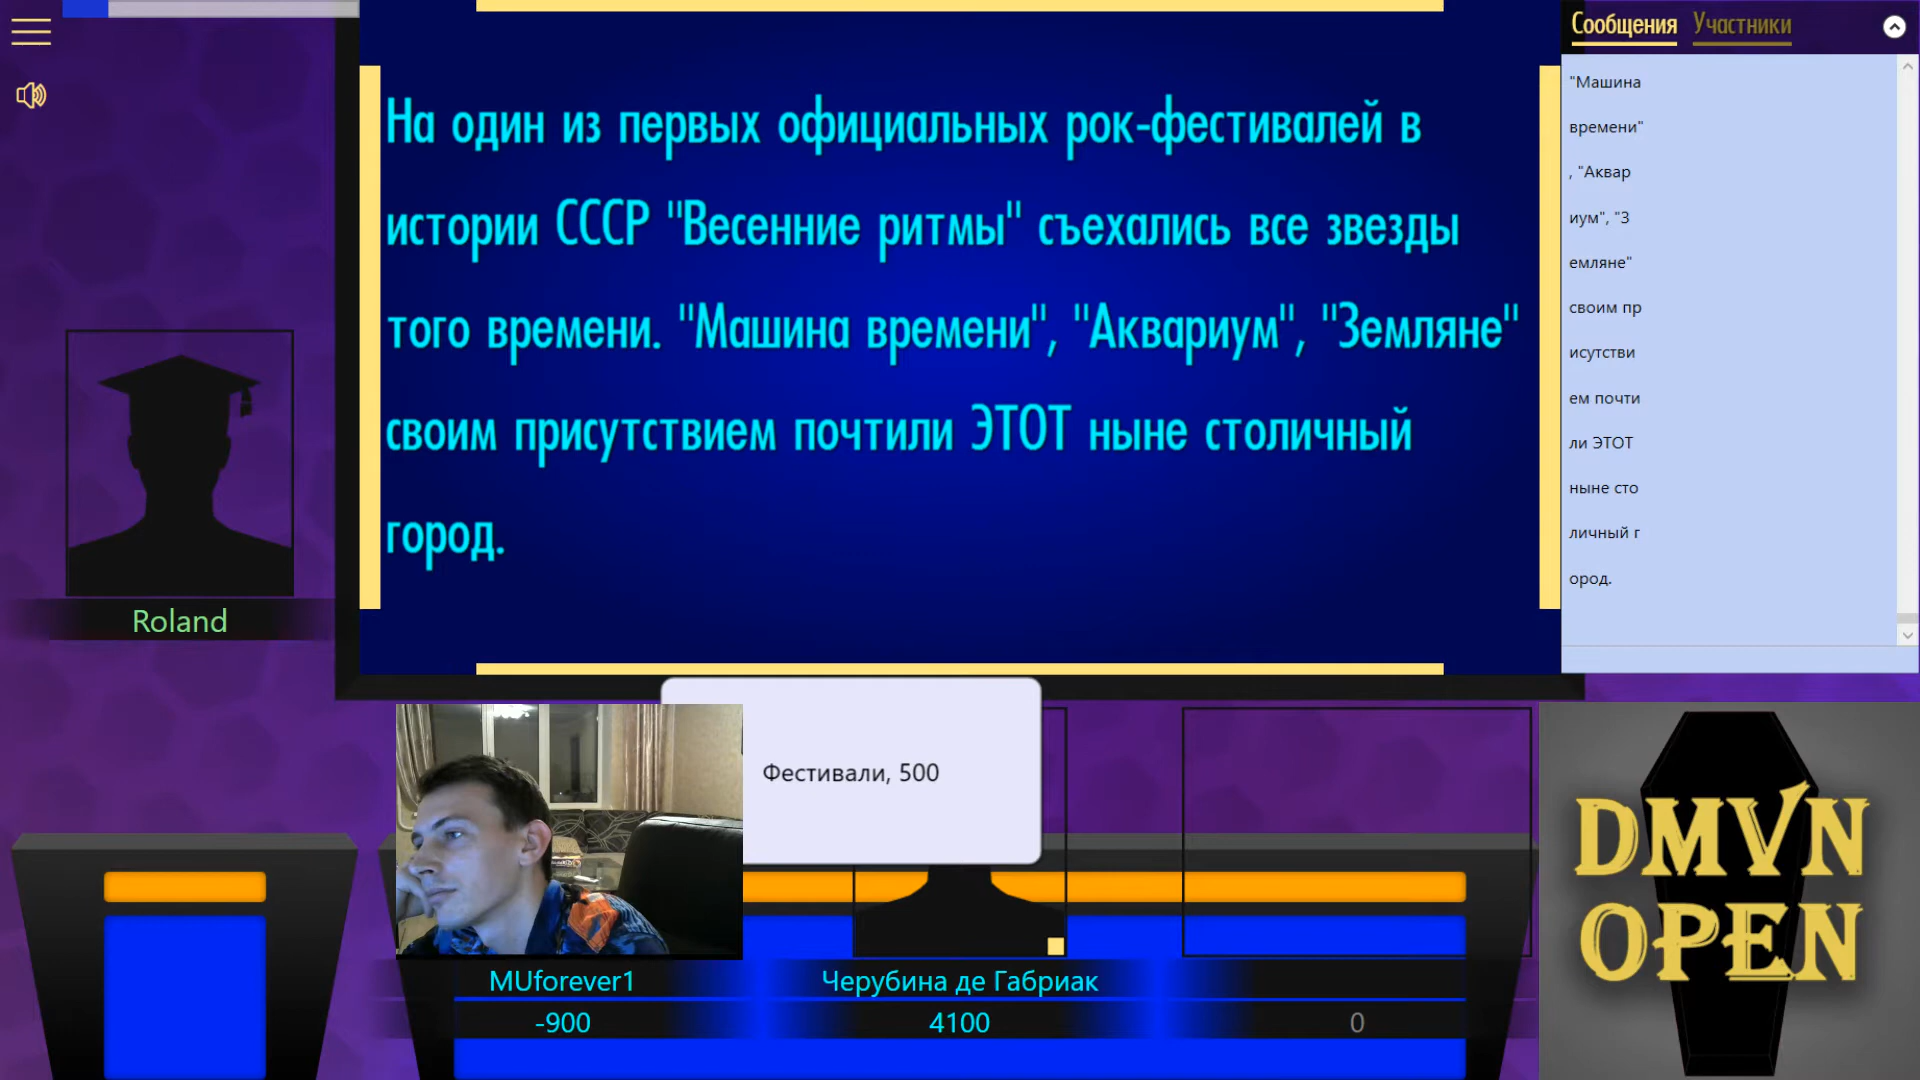 На один из первых официальных рок-фестивалей в
истории СССР "Весенние ритмы" съехались все звезды
того времени. "Машина времени", "Аквариум", "Земляне"
своим присутствием почтили ЭТОТ ныне столичный
город.
Сообщения Участники
"Машина
времени"
, "Аквар
иум", "З
емляне"
своим пр
исутстви
ем почти
ли ЭТОТ
ныне сто
личный г
ород.
Roland
Фестивали, 500
MUforever1
-900
Черубина де Габриак
4100
0
DMVN
OPEN